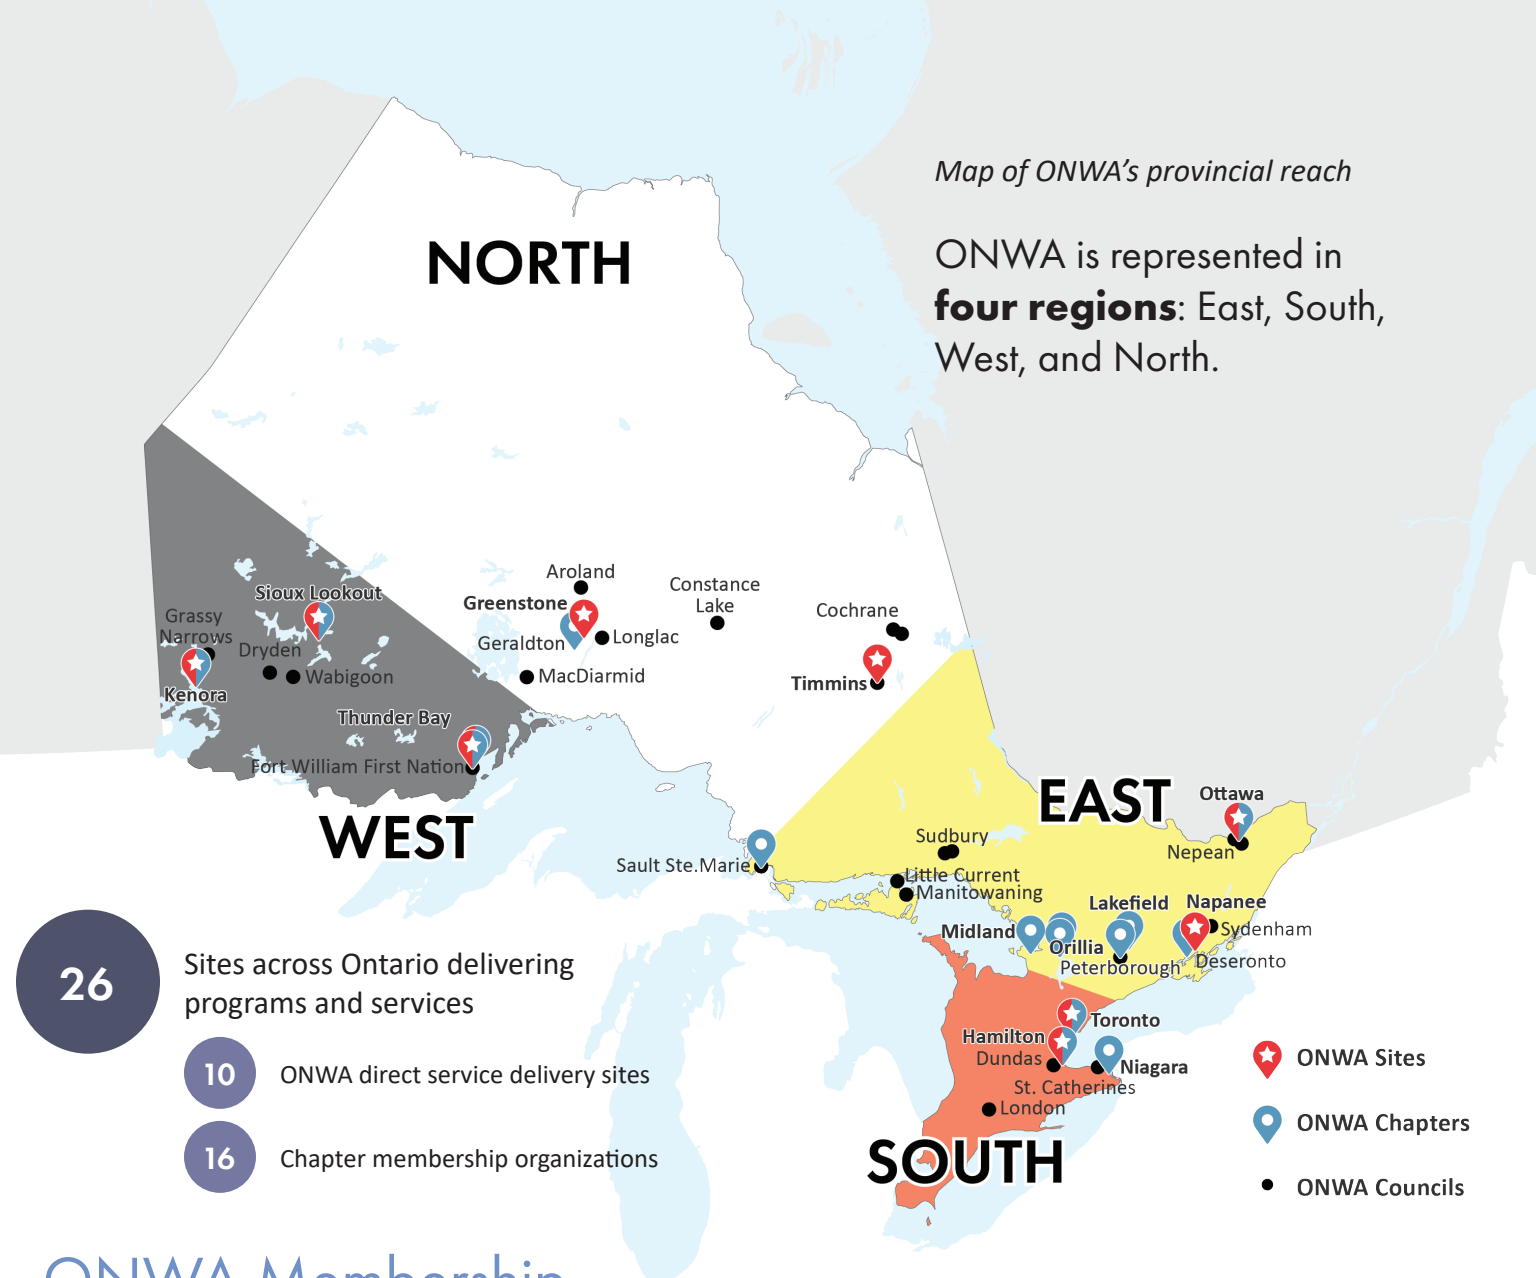 Map of ONWA's provincial reach
ONWA is represented in
four regions: East, South,
West, and North.
NORTH
Aroland
Constance
Lake
Greenstone
Cochrane
Geraldton
Longlac
MacDiarmid
Timmins
Sioux Lookout
Grassy
Narrows
Dryden
Wabigoon
Kenora
Thunder Bay
Fort William First Nation
WEST
EAST
Ottawa
Nepean
Sudbury
Sault Ste.Marie
Little Current
Manitowaning
Lakefield
Napanee
Midland
Sydenham
Orillia
Peterborough
Deseronto
Toronto
Hamilton
Dundas
Niagara
St. Catherines
London
SOUTH
26
Sites across Ontario delivering
programs and services
10
ONWA direct service delivery sites
16
Chapter membership organizations
ONWA Sites
ONWA Chapters
ONWA Councils
ONWA Membership